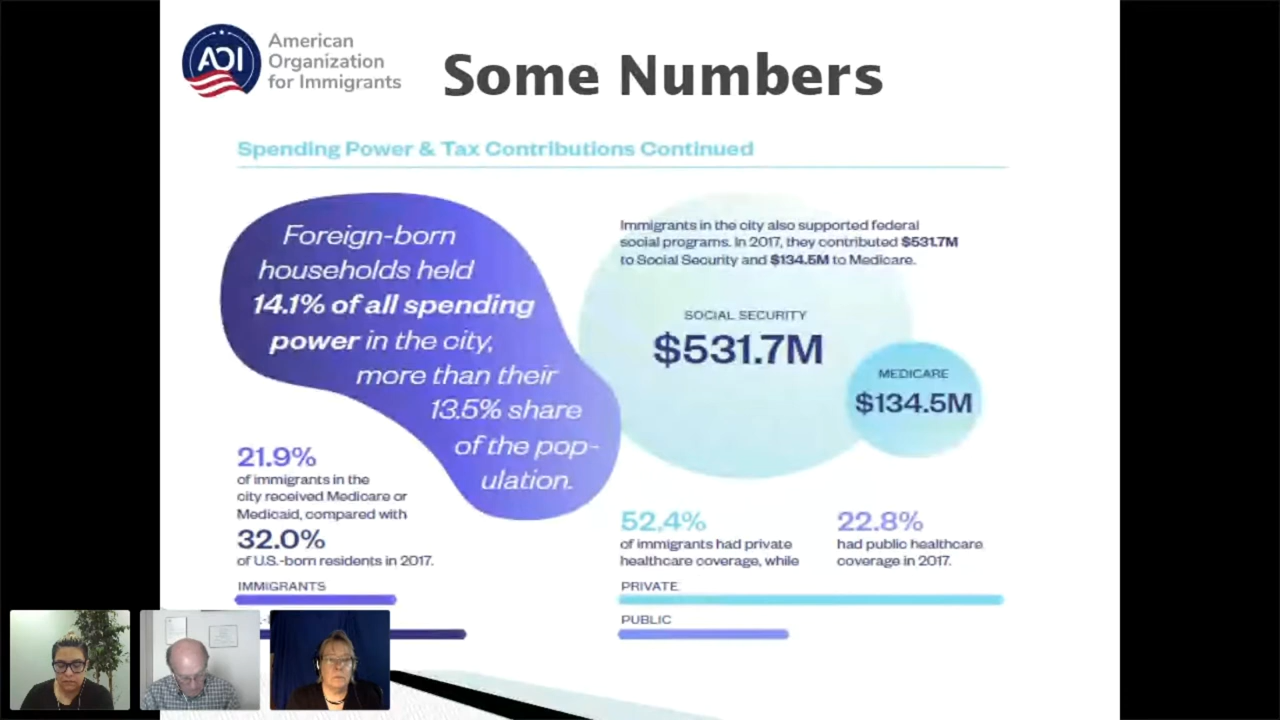 AOI
American
Organization
for Immigrants
Some Numbers
Spending Power & Tax Contributions Continued
Foreign-born
households held
14.1% of all spending
power in the city,
more than their
13.5% share
of the pop-
ulation.
21.9%
of immigrants in the
city received Medicare or
Medicaid, compared with
32.0%
of U.S.-born residents in 2017.
IMMIGRANTS
Immigrants in the city also supported federal
social programs. In 2017, they contributed $531.7M
to Social Security and $134.5M to Medicare.
SOCIAL SECURITY
$531.7M
MEDICARE
$134.5M
52.4%
of immigrants had private
healthcare coverage, while
22.8%
had public healthcare
coverage in 2017.
PRIVATE
PUBLIC